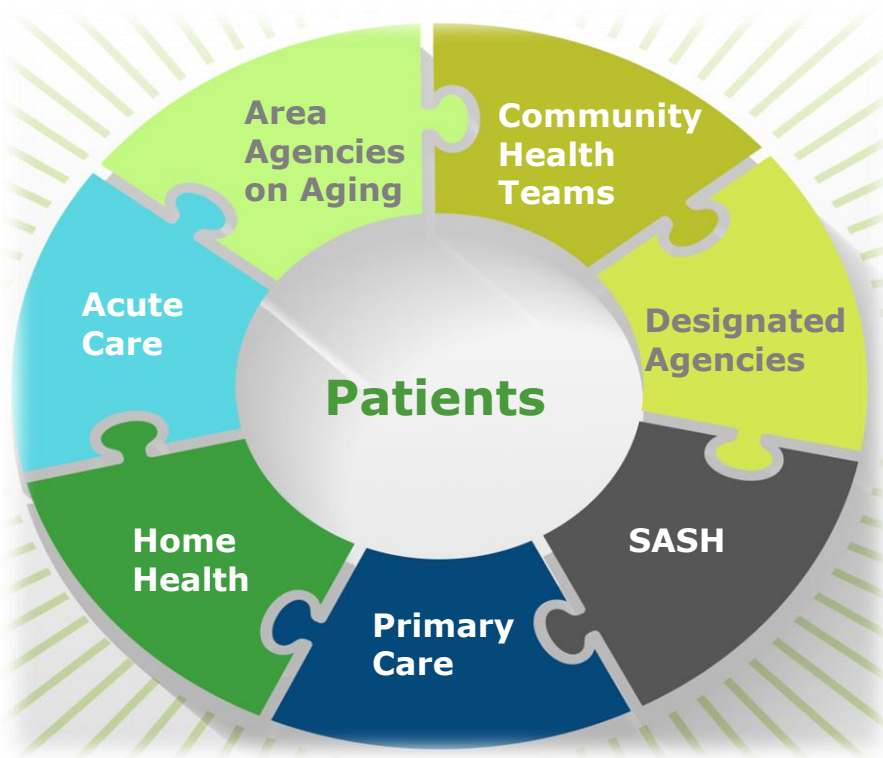 Area
Agencies
on Aging
Community
Health
Teams
Acute
Care
Designated
Agencies
Patients
Home
Health
SASH
Primary
Care